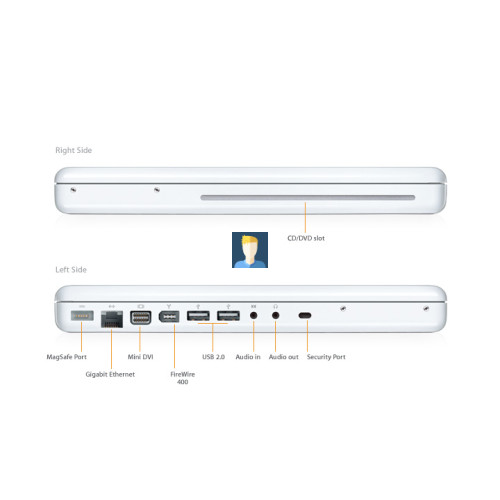 Right Side
CD/DVD slot
Left Side
MagSafe Port
Gigabit Ethernet
Mini DVI
FireWire
400
USB 2.0
Audio in
Audio out
Security Port